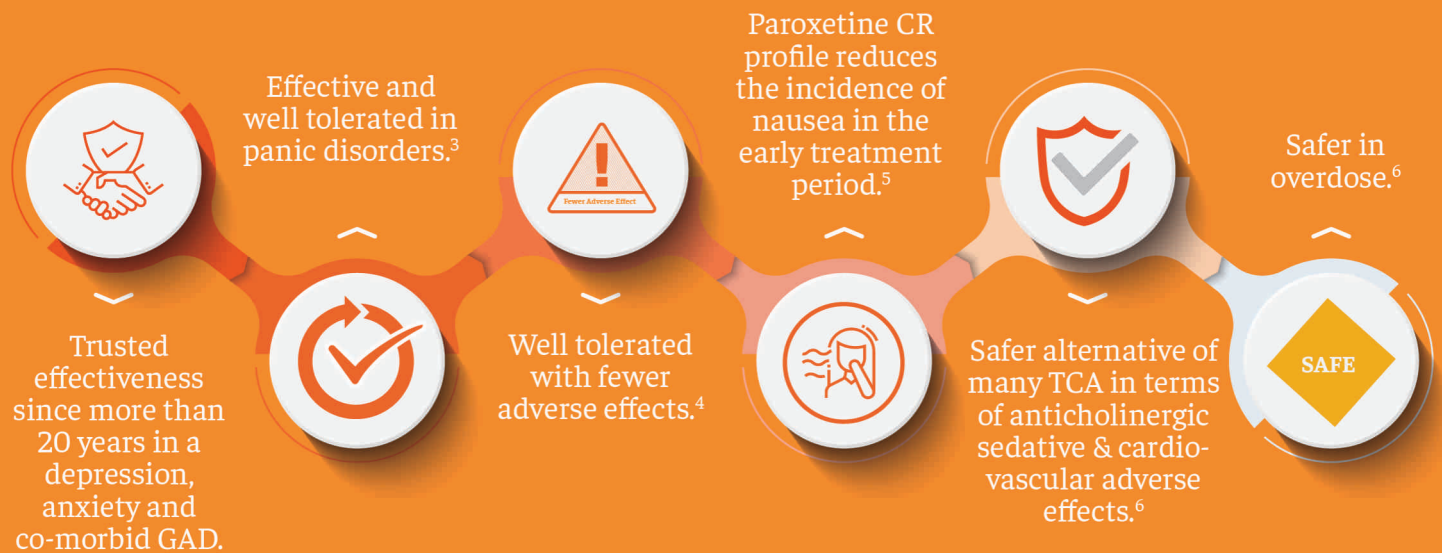 Trusted
effectiveness
since more than
20 years in a
depression,
anxiety and
co-morbid GAD.
Effective and
well tolerated in
panic disorders.³
Fewer Adverse Effect
Well tolerated
with fewer
adverse effects.⁴
Paroxetine CR
profile reduces
the incidence of
nausea in the
early treatment
period.⁵
Safer alternative of
many TCA in terms
of anticholinergic
sedative & cardio-
vascular adverse
effects.⁶
Safer in
overdose.⁶
SAFE